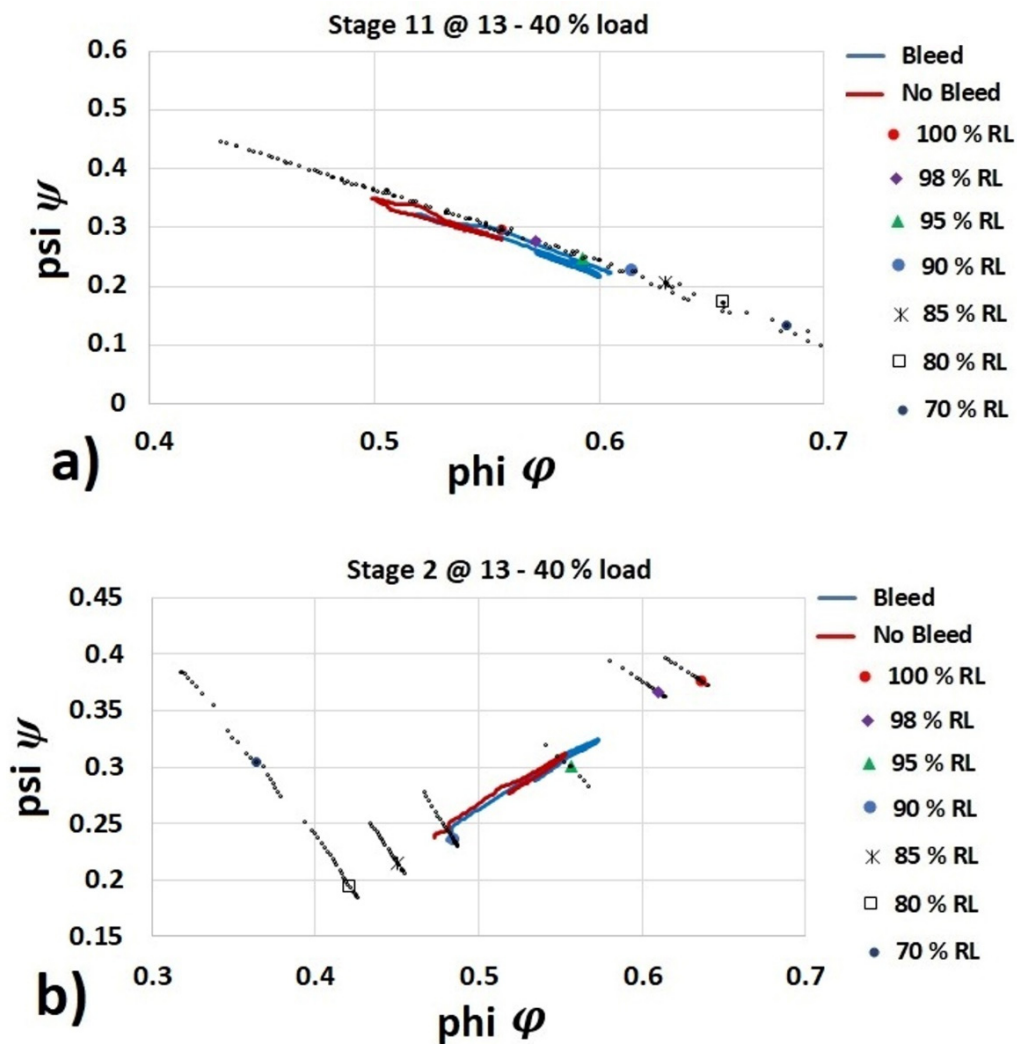 Stage 11 @ 13 - 40 % load
0.6
0.5
0.4
0.3
0.2
0.1
0
psi ψ
0.4 0.5 0.6 0.7
phi φ
a)
Bleed
No Bleed
100 % RL
98 % RL
95 % RL
90 % RL
85 % RL
80 % RL
70 % RL
Stage 2 @ 13 - 40 % load
0.45
0.4
0.35
0.3
0.25
0.2
0.15
psi ψ
0.3 0.4 0.5 0.6 0.7
phi φ
b)
Bleed
No Bleed
100 % RL
98 % RL
95 % RL
90 % RL
85 % RL
80 % RL
70 % RL